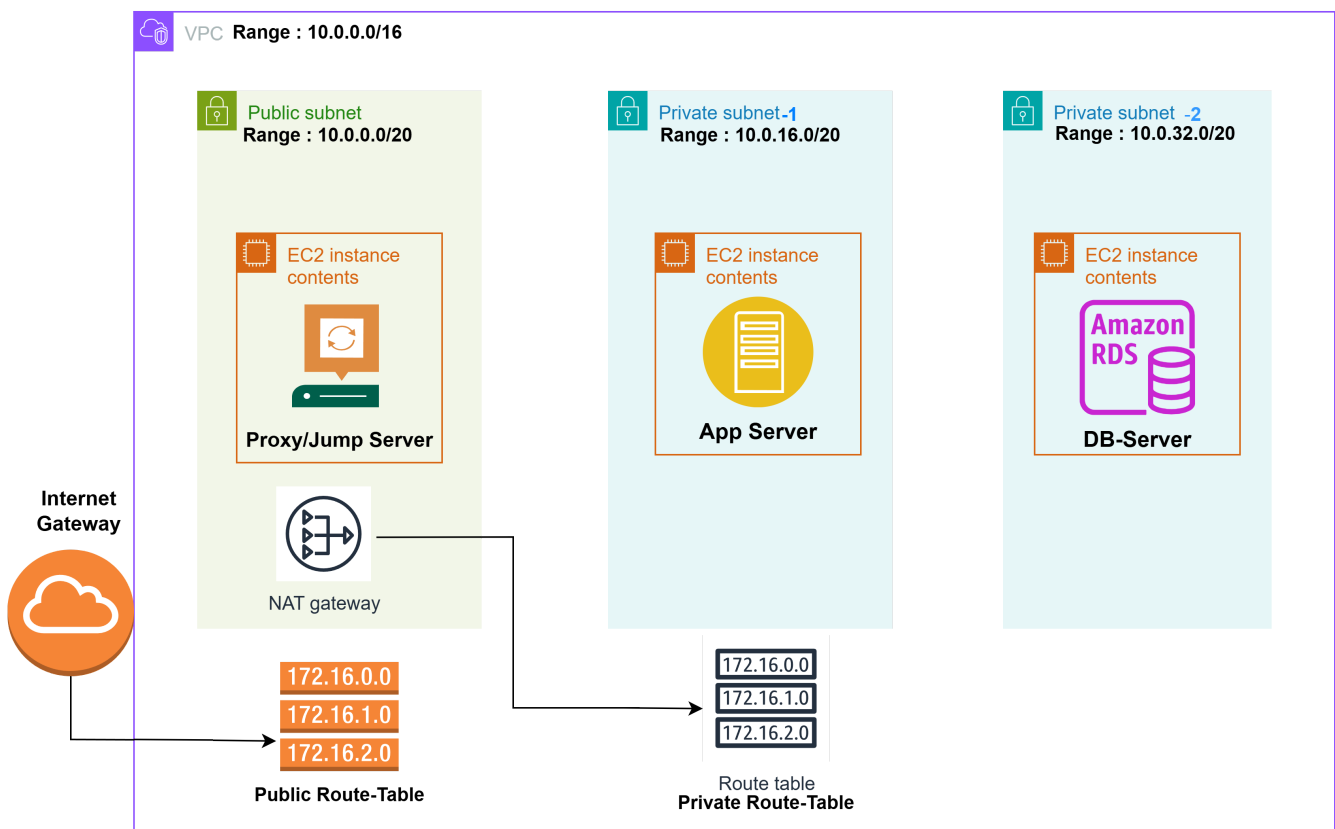 VPC Range : 10.0.0.0/16
Public subnet
Range : 10.0.0.0/20
Private subnet-1
Range : 10.0.16.0/20
Private subnet -2
Range : 10.0.32.0/20
EC2 instance
contents
Proxy/Jump Server
EC2 instance
contents
App Server
EC2 instance
contents
Amazon
RDS
DB-Server
Internet
Gateway
NAT gateway
172.16.0.0
172.16.1.0
172.16.2.0
Public Route-Table
172.16.0.0
172.16.1.0
172.16.2.0
Route table
Private Route-Table